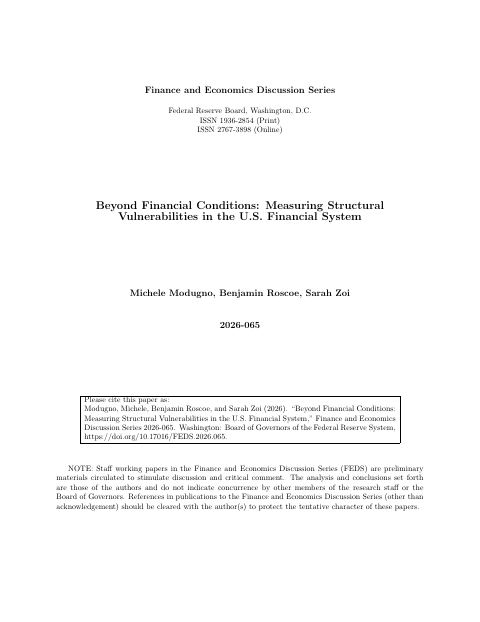 Finance and Economics Discussion Series
Federal Reserve Board, Washington, D.C.
ISSN 1936-2854 (Print)
ISSN 2767-3898 (Online)
Beyond Financial Conditions: Measuring Structural
Vulnerabilities in the U.S. Financial System
Michele Modugno, Benjamin Roscoe, Sarah Zoi
2026-065
Please cite this paper as:
Modugno, Michele, Benjamin Roscoe, and Sarah Zoi (2026). “Beyond Financial Conditions:
Measuring Structural Vulnerabilities in the U.S. Financial System,” Finance and Economics
Discussion Series 2026-065. Washington: Board of Governors of the Federal Reserve System,
https://doi.org/10.17016/FEDS.2026.065.
NOTE: Staff working papers in the Finance and Economics Discussion Series (FEDS) are preliminary
materials circulated to stimulate discussion and critical comment. The analysis and conclusions set forth
are those of the authors and do not indicate concurrence by other members of the research staff or the
Board of Governors. References in publications to the Finance and Economics Discussion Series (other than
acknowledgement) should be cleared with the author(s) to protect the tentative character of these papers.